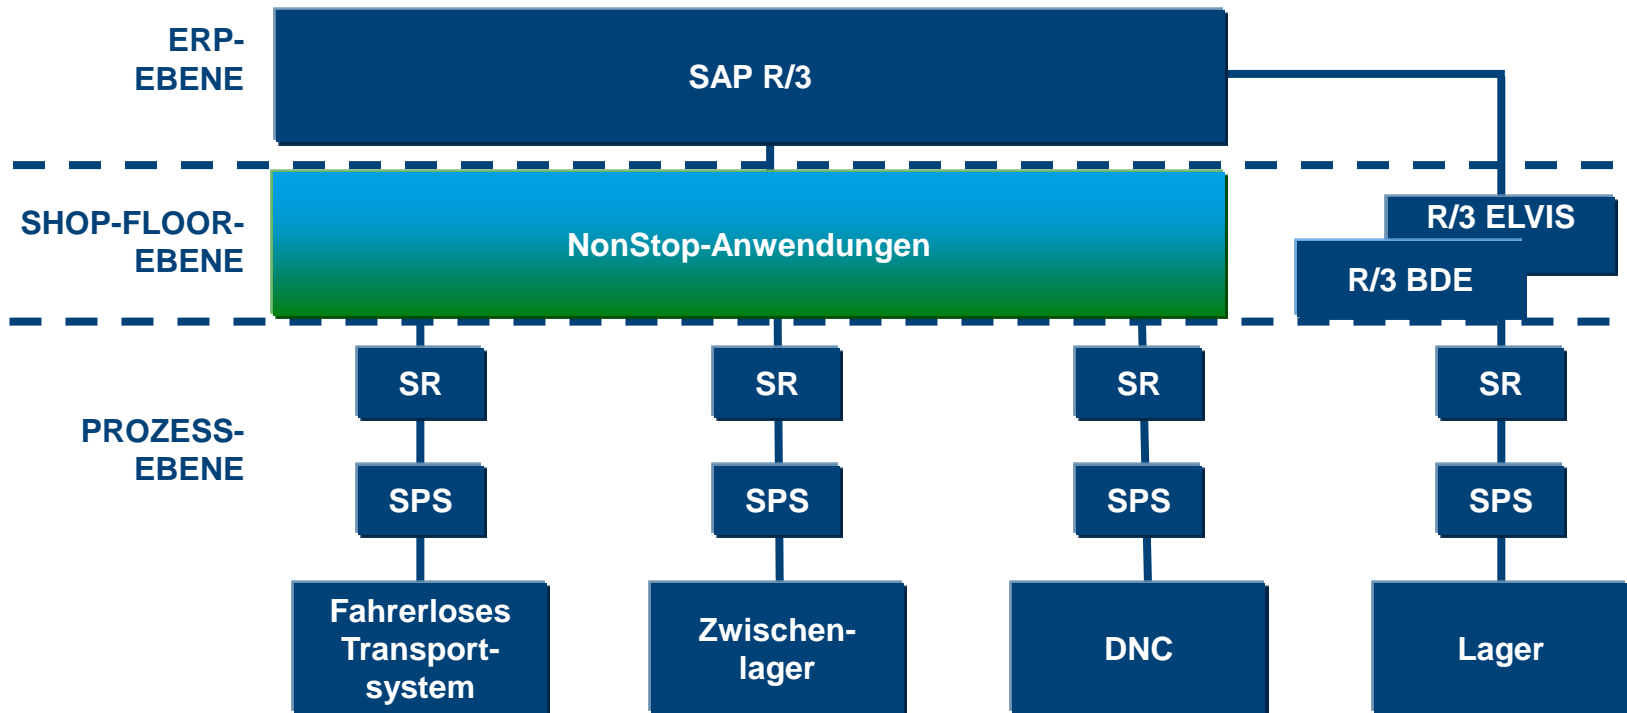 ERP-
EBENE
SAP R/3
SHOP-FLOOR-
EBENE
NonStop-Anwendungen
R/3 ELVIS
R/3 BDE
PROZESS-
EBENE
SR
SR
SR
SR
SPS
SPS
SPS
SPS
Fahrerloses
Transport-
system
Zwischen-
lager
DNC
Lager